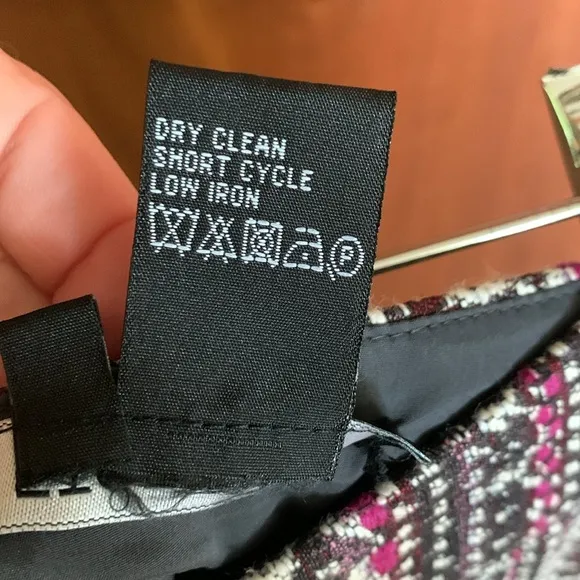 DRY CLEAN
SHORT CYCLE
LOW IRON
P